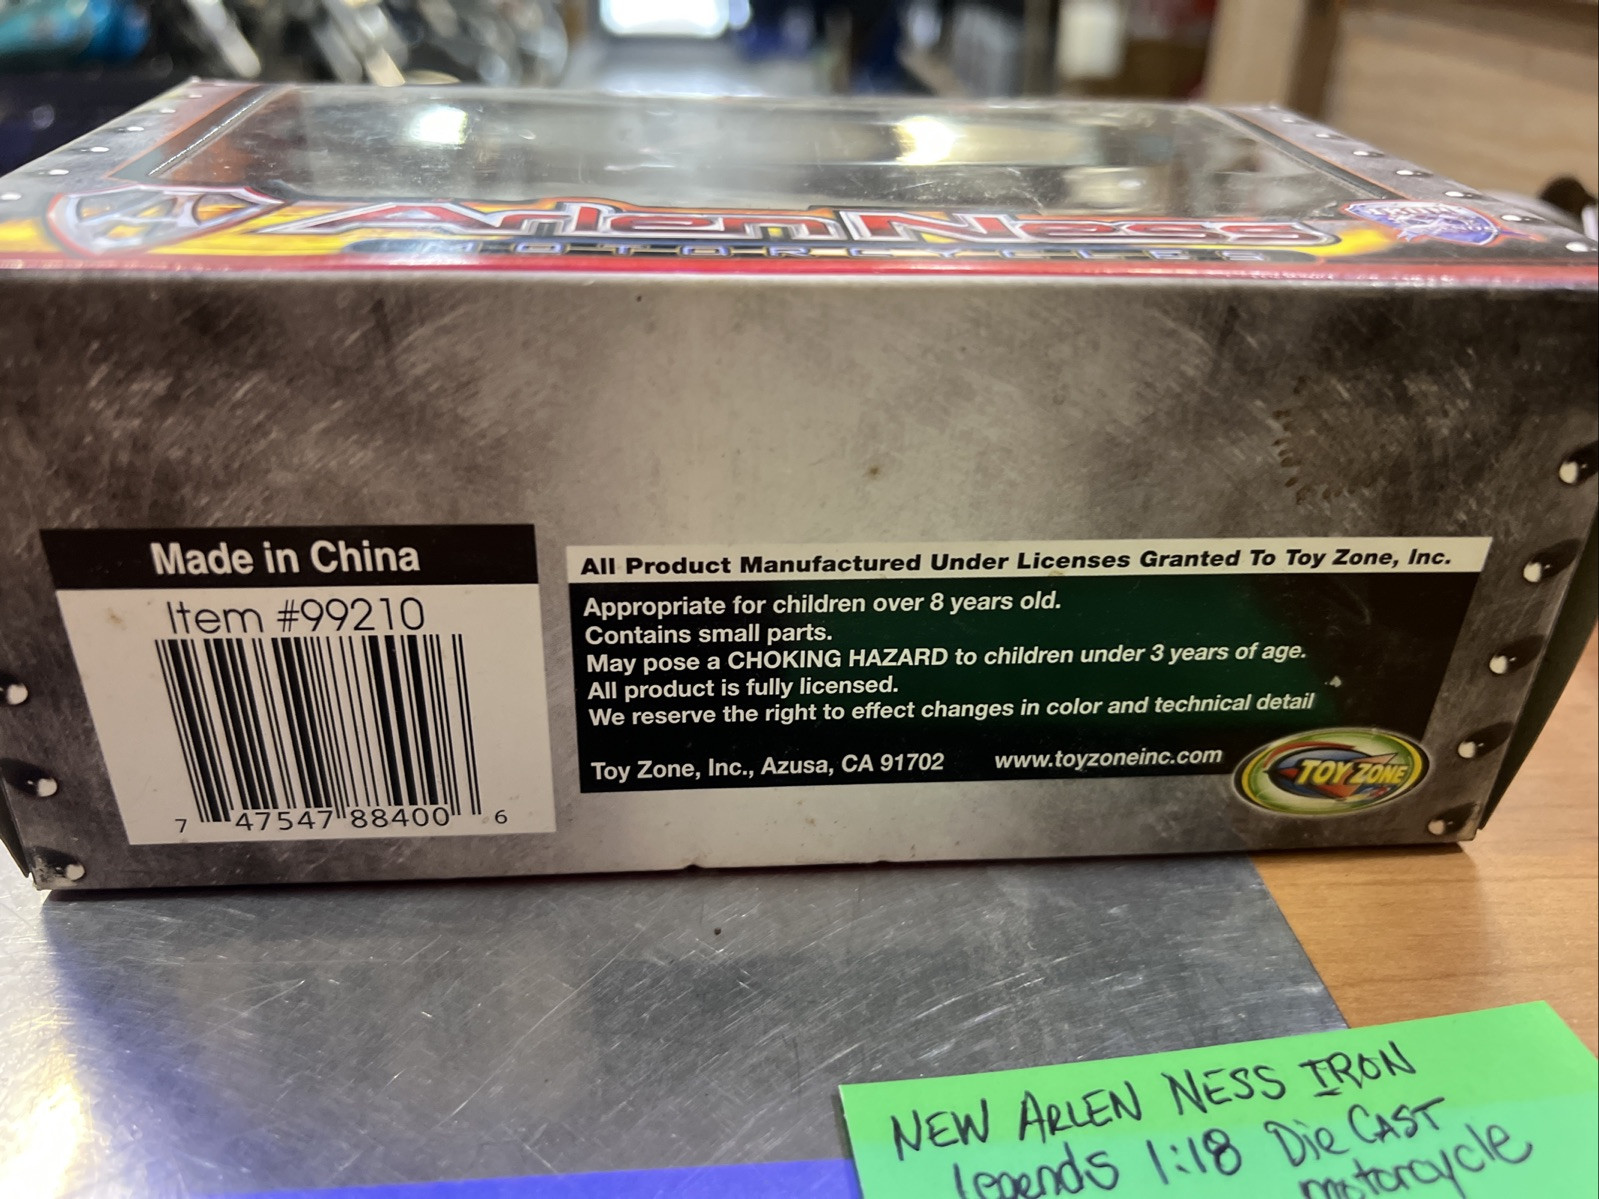 Arlen Ness
MOTORCYCLES
Made in China
Item #99210
7 47547 88400 6
All Product Manufactured Under Licenses Granted To Toy Zone, Inc.
Appropriate for children over 8 years old.
Contains small parts.
May pose a CHOKING HAZARD to children under 3 years of age.
All product is fully licensed.
We reserve the right to effect changes in color and technical detail
Toy Zone, Inc., Azusa, CA 91702 www.toyzoneinc.com
TOY ZONE
NEW ARLEN NESS IRON
Legends 1:18 Die CAST
motorcycle